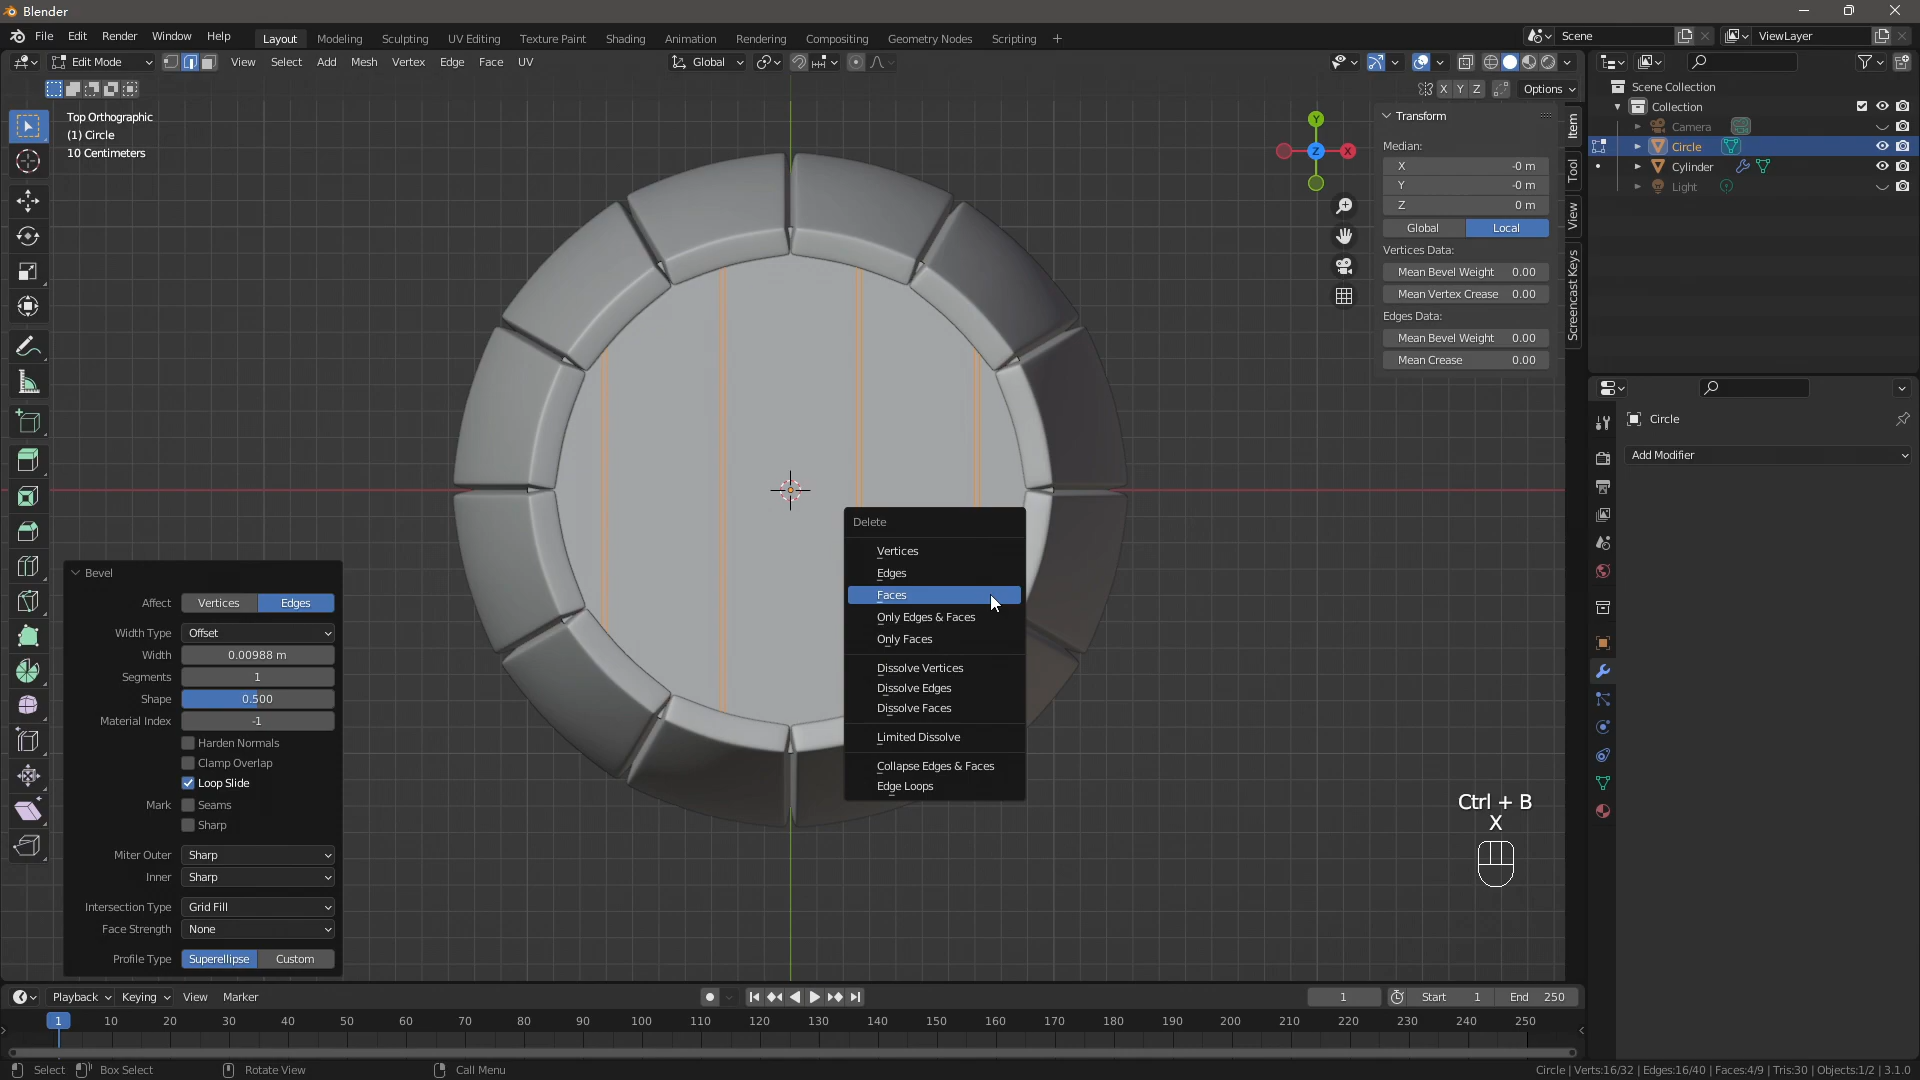 Blender
File Edit Render Window Help
Layout Modeling Sculpting UV Editing Texture Paint Shading Animation Rendering Compositing Geometry Nodes Scripting +
Scene
ViewLayer
Edit Mode
View Select Add Mesh Vertex Edge Face UV
Global
X Y Z
Options
Top Orthographic
(1) Circle
10 Centimeters
Y
Z
X
Transform
Median:
X -0 m
Y -0 m
Z 0 m
Global Local
Vertices Data:
Mean Bevel Weight 0.00
Mean Vertex Crease 0.00
Edges Data:
Mean Bevel Weight 0.00
Mean Crease 0.00
Item
Tool
View
Screencast Keys
Scene Collection
Collection
Camera
Circle
Cylinder
Light
Circle
Add Modifier
Delete
Vertices
Edges
Faces
Only Edges & Faces
Only Faces
Dissolve Vertices
Dissolve Edges
Dissolve Faces
Limited Dissolve
Collapse Edges & Faces
Edge Loops
Bevel
Affect Vertices Edges
Width Type Offset
Width 0.00988 m
Segments 1
Shape 0.500
Material Index -1
Harden Normals
Clamp Overlap
Loop Slide
Mark Seams
Sharp
Miter Outer Sharp
Inner Sharp
Intersection Type Grid Fill
Face Strength None
Profile Type Superellipse Custom
Ctrl + B
X
Playback Keying View Marker
1
Start 1
End 250
1 10 20 30 40 50 60 70 80 90 100 110 120 130 140 150 160 170 180 190 200 210 220 230 240 250
Select Box Select Rotate View Call Menu
Circle | Verts:16/32 | Edges:16/40 | Faces:4/9 | Tris:30 | Objects:1/2 | 3.1.0